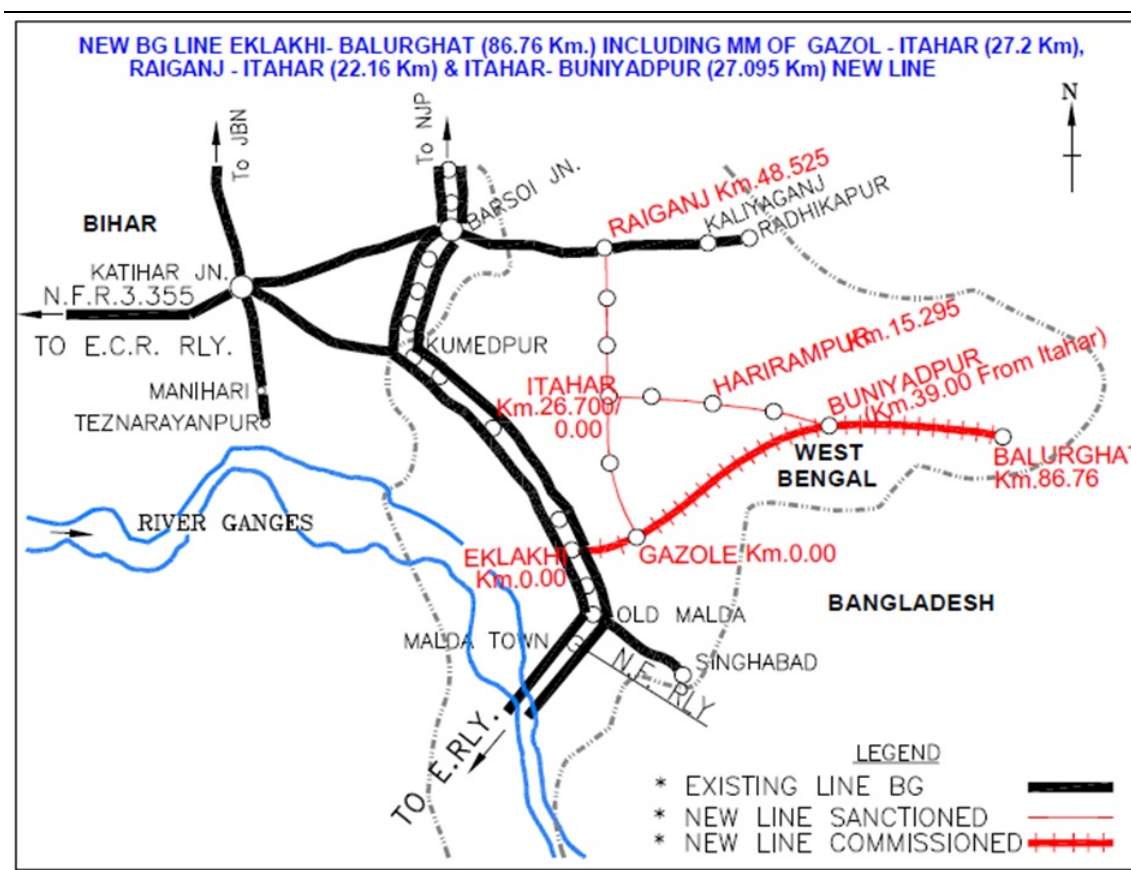 NEW BG LINE EKLAKHI- BALURGHAT (86.76 Km.) INCLUDING MM OF GAZOL - ITAHAR (27.2 Km),
RAIGANJ - ITAHAR (22.16 Km) & ITAHAR- BUNIYADPUR (27.095 Km) NEW LINE
N
To JBN
To NJP
BARSOI JN.
RAIGANJ Km.48.525
KALIYAGANJ
RADHIKAPUR
BIHAR
KATIHAR JN.
N.F.R.3.355
TO E.C.R. RLY.
KUMEDPUR
MANIHARI
TEZNARAYANPUR
ITAHAR
Km.26.700/
0.00
HARIRAMPUR Km.15.295
BUNIYADPUR
(Km.39.00 From Itahar)
WEST
BENGAL
BALURGHAT
Km.86.76
RIVER GANGES
EKLAKHI
Km.0.00
GAZOLE Km.0.00
BANGLADESH
OLD MALDA
MALDA TOWN
SINGHABAD
N.F. RLY
TO E.RLY.
LEGEND
* EXISTING LINE BG
* NEW LINE SANCTIONED
* NEW LINE COMMISSIONED